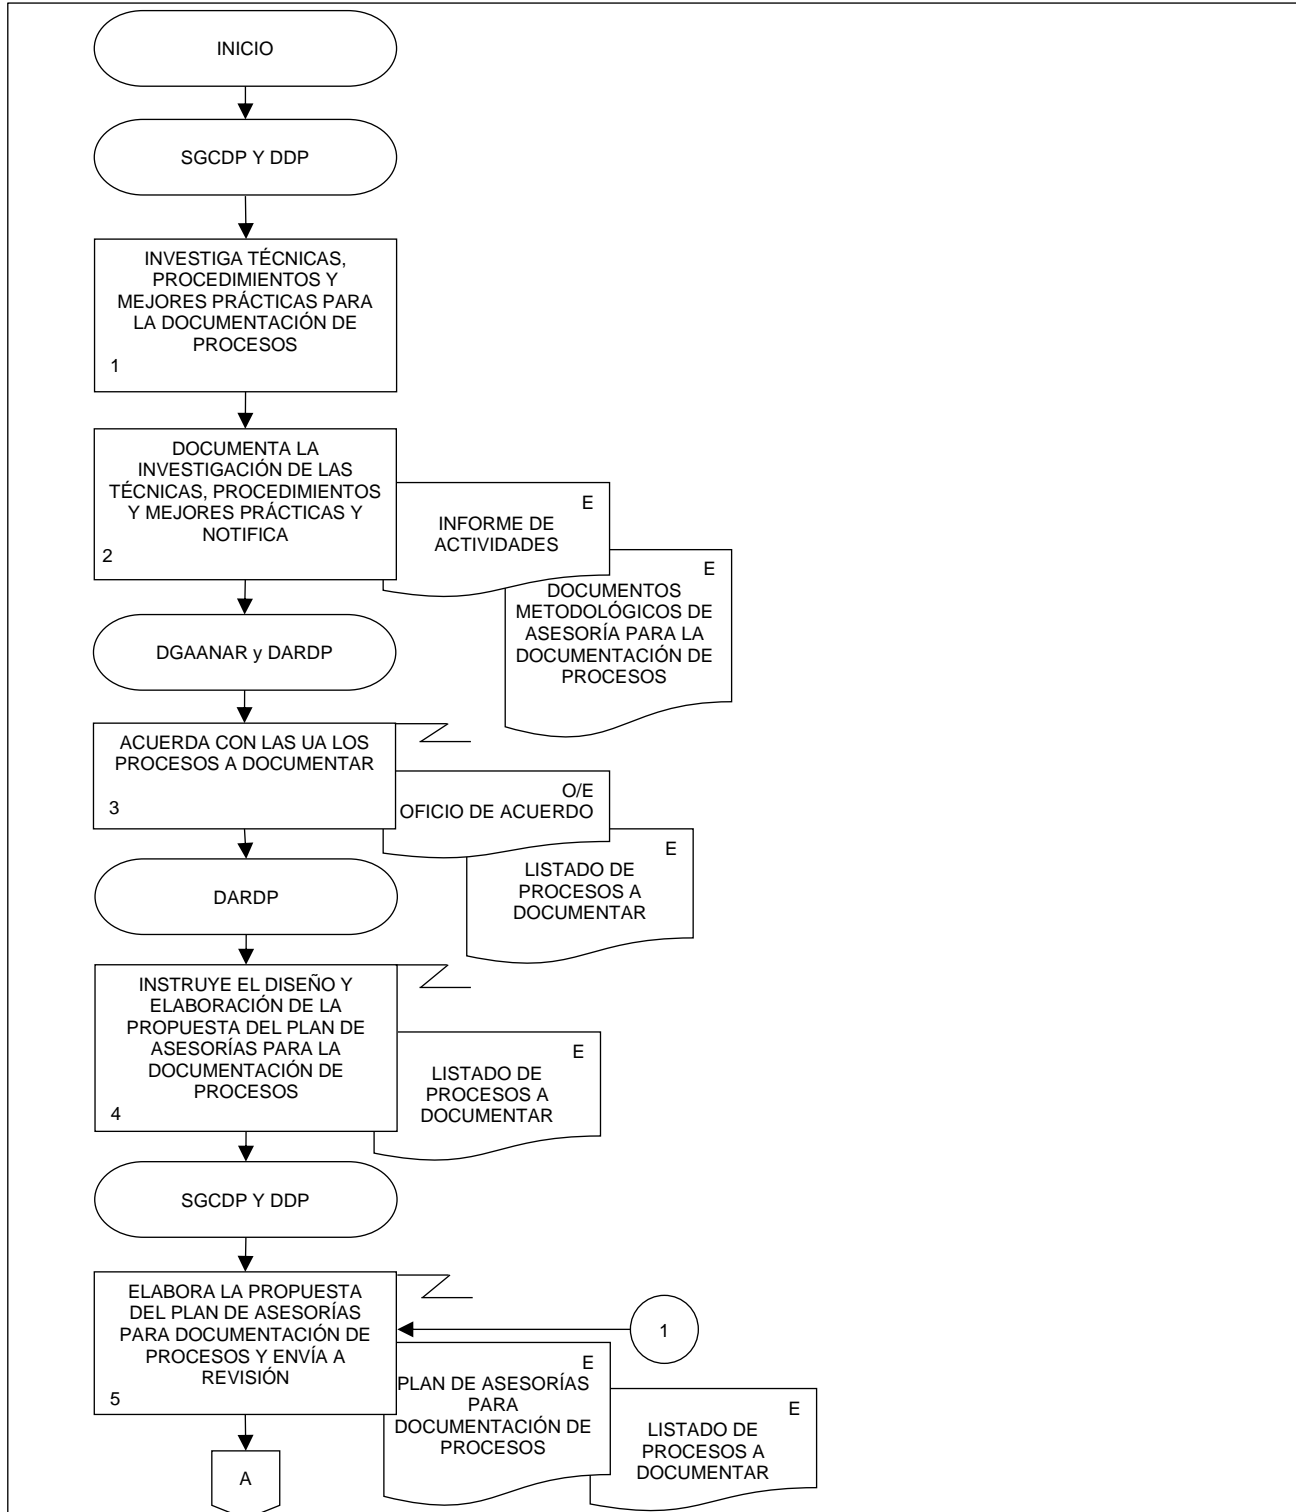 INICIO
SGCDP Y DDP
INVESTIGA TÉCNICAS,
PROCEDIMIENTOS Y
MEJORES PRÁCTICAS PARA
LA DOCUMENTACIÓN DE
PROCESOS
1
DOCUMENTA LA
INVESTIGACIÓN DE LAS
TÉCNICAS, PROCEDIMIENTOS
Y MEJORES PRÁCTICAS Y
NOTIFICA
2
E
INFORME DE
ACTIVIDADES
E
DOCUMENTOS
METODOLÓGICOS DE
ASESORÍA PARA LA
DOCUMENTACIÓN DE
PROCESOS
DGAANAR y DARDP
ACUERDA CON LAS UA LOS
PROCESOS A DOCUMENTAR
3
O/E
OFICIO DE ACUERDO
E
LISTADO DE
PROCESOS A
DOCUMENTAR
DARDP
INSTRUYE EL DISEÑO Y
ELABORACIÓN DE LA
PROPUESTA DEL PLAN DE
ASESORÍAS PARA LA
DOCUMENTACIÓN DE
PROCESOS
4
E
LISTADO DE
PROCESOS A
DOCUMENTAR
SGCDP Y DDP
ELABORA LA PROPUESTA
DEL PLAN DE ASESORÍAS
PARA DOCUMENTACIÓN DE
PROCESOS Y ENVÍA A
REVISIÓN
5
1
E
PLAN DE ASESORÍAS
PARA
DOCUMENTACIÓN DE
PROCESOS
E
LISTADO DE
PROCESOS A
DOCUMENTAR
A